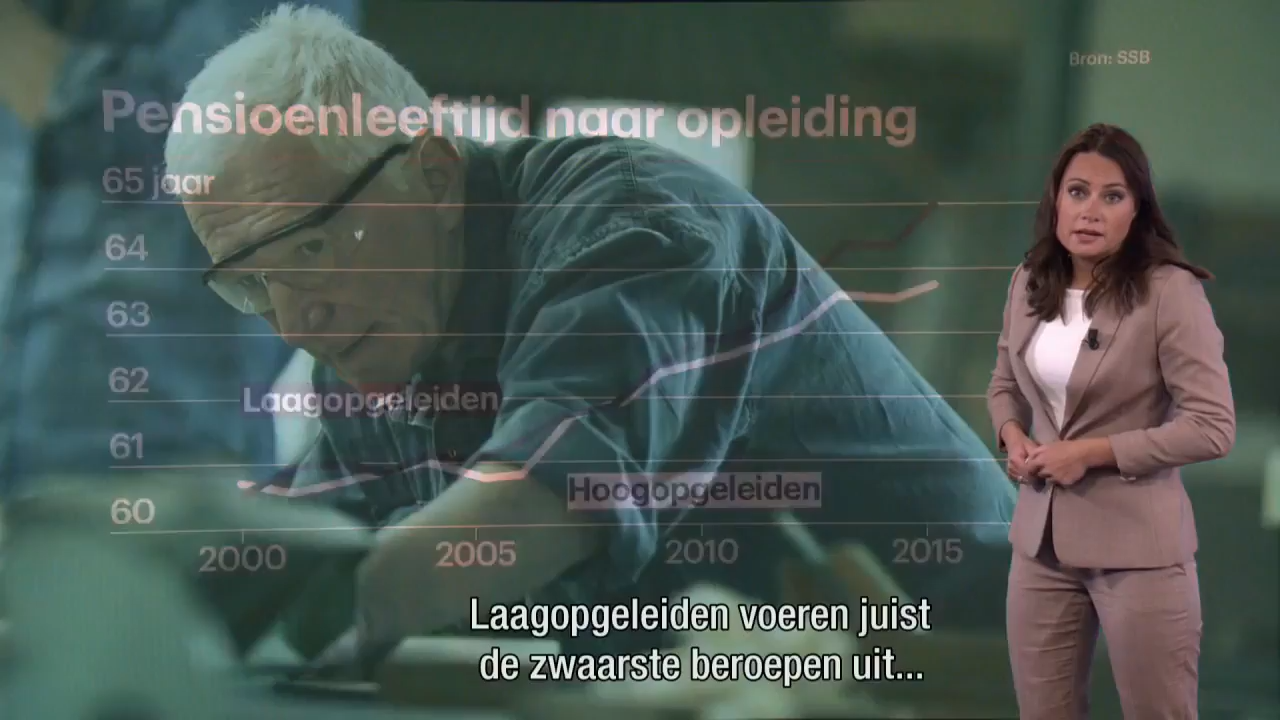 Bron: SSB
Pensioenleeftijd naar opleiding
65 jaar
64
63
62
Laagopgeleiden
61
Hoogopgeleiden
60
2000 2005 2010 2015
Laagopgeleiden voeren juist
de zwaarste beroepen uit...